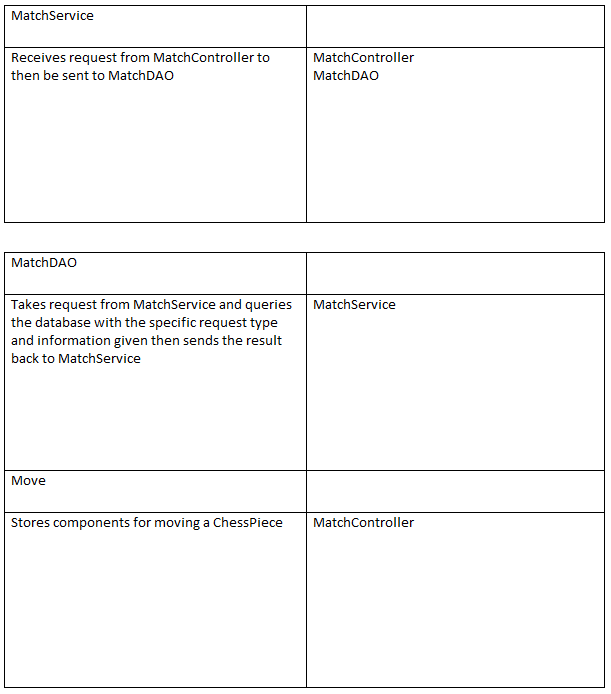 MatchService
Receives request from MatchController to
then be sent to MatchDAO
MatchController
MatchDAO
MatchDAO
Takes request from MatchService and queries
the database with the specific request type
and information given then sends the result
back to MatchService
MatchService
Move
Stores components for moving a ChessPiece
MatchController